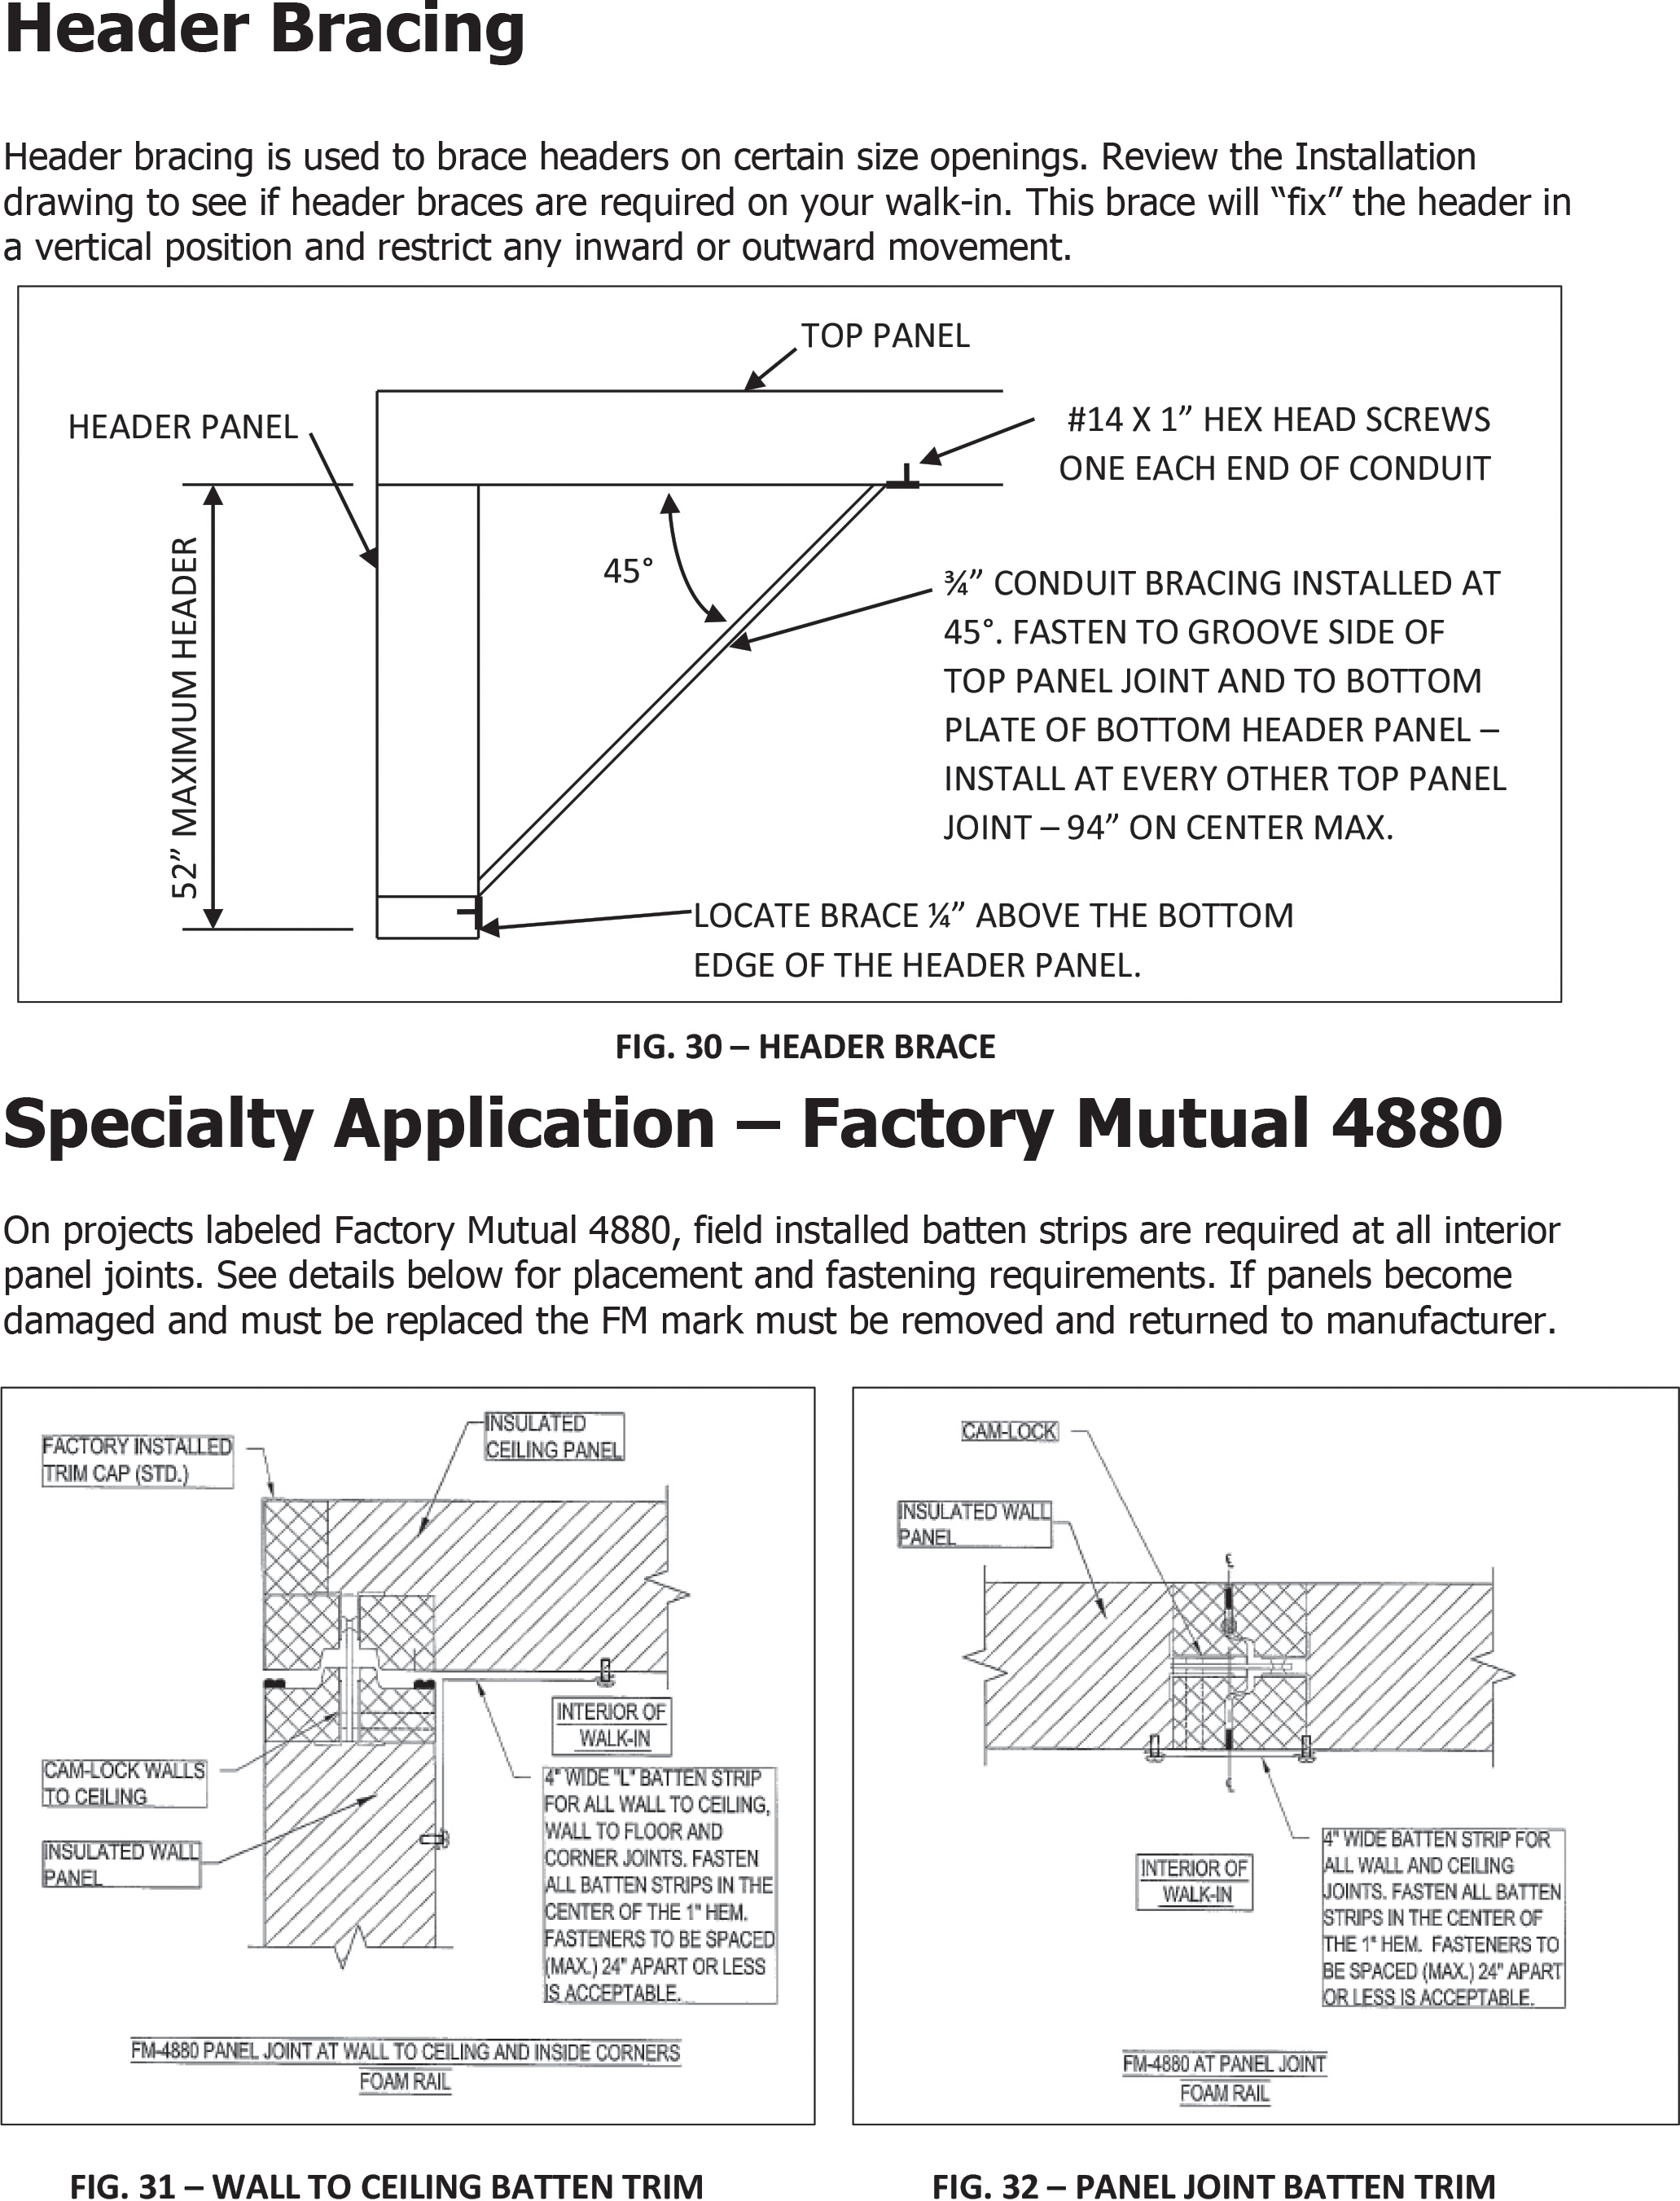 Header Bracing
Header bracing is used to brace headers on certain size openings. Review the Installation
drawing to see if header braces are required on your walk-in. This brace will “fix” the header in
a vertical position and restrict any inward or outward movement.
TOP PANEL
HEADER PANEL
#14 X 1” HEX HEAD SCREWS
ONE EACH END OF CONDUIT
52” MAXIMUM HEADER
45°
¾” CONDUIT BRACING INSTALLED AT
45°. FASTEN TO GROOVE SIDE OF
TOP PANEL JOINT AND TO BOTTOM
PLATE OF BOTTOM HEADER PANEL –
INSTALL AT EVERY OTHER TOP PANEL
JOINT – 94” ON CENTER MAX.
LOCATE BRACE ¼” ABOVE THE BOTTOM
EDGE OF THE HEADER PANEL.
FIG. 30 – HEADER BRACE
Specialty Application – Factory Mutual 4880
On projects labeled Factory Mutual 4880, field installed batten strips are required at all interior
panel joints. See details below for placement and fastening requirements. If panels become
damaged and must be replaced the FM mark must be removed and returned to manufacturer.
FACTORY INSTALLED
TRIM CAP (STD.)
INSULATED
CEILING PANEL
INTERIOR OF
WALK-IN
CAM-LOCK WALLS
TO CEILING
INSULATED WALL
PANEL
4" WIDE "L" BATTEN STRIP
FOR ALL WALL TO CEILING,
WALL TO FLOOR AND
CORNER JOINTS. FASTEN
ALL BATTEN STRIPS IN THE
CENTER OF THE 1" HEM.
FASTENERS TO BE SPACED
(MAX.) 24" APART OR LESS
IS ACCEPTABLE.
FM-4880 PANEL JOINT AT WALL TO CEILING AND INSIDE CORNERS
FOAM RAIL
FIG. 31 – WALL TO CEILING BATTEN TRIM
CAM-LOCK
INSULATED WALL
PANEL
℄
℄
INTERIOR OF
WALK-IN
4" WIDE BATTEN STRIP FOR
ALL WALL AND CEILING
JOINTS. FASTEN ALL BATTEN
STRIPS IN THE CENTER OF
THE 1" HEM. FASTENERS TO
BE SPACED (MAX.) 24" APART
OR LESS IS ACCEPTABLE.
FM-4880 AT PANEL JOINT
FOAM RAIL
FIG. 32 – PANEL JOINT BATTEN TRIM